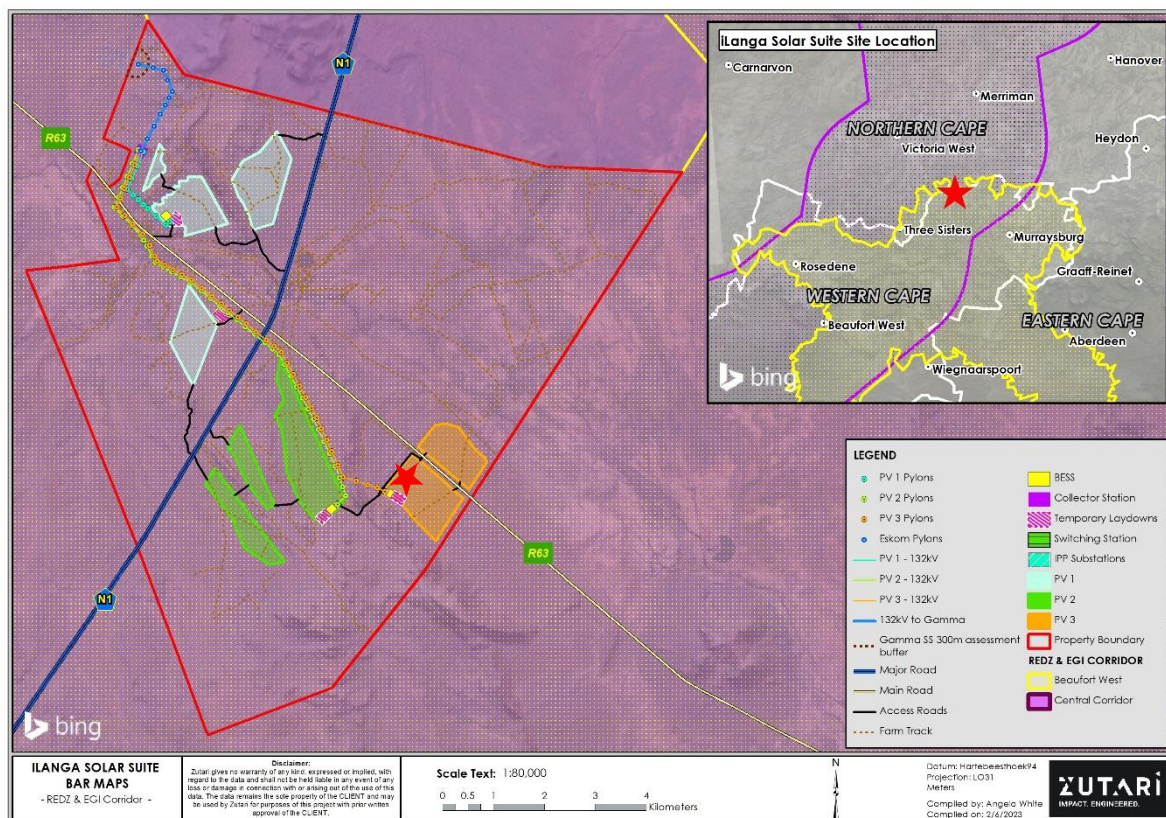 iLanga Solar Suite Site Location
Carnarvon
Hanover
Merriman
NORTHERN CAPE
Victoria West
Heydon
Three Sisters
Murraysburg
Rosedene
Graaff-Reinet
WESTERN CAPE
Beaufort West
EASTERN CAPE
Aberdeen
Wiegnaarspoort
bing
N1
R63
R63
N1
bing
LEGEND
PV 1 Pylons
PV 2 Pylons
PV 3 Pylons
Eskom Pylons
PV 1 - 132kV
PV 2 - 132kV
PV 3 - 132kV
132kV to Gamma
Gamma SS 300m assessment
buffer
Major Road
Main Road
Access Roads
Farm Track
BESS
Collector Station
Temporary Laydowns
Switching Station
IPP Substations
PV 1
PV 2
PV 3
Property Boundary
REDZ & EGI CORRIDOR
Beaufort West
Central Corridor
ILANGA SOLAR SUITE
BAR MAPS
- REDZ & EGI Corridor -
Disclaimer:
Zutari gives no warranty of any kind, expressed or implied, with
regard to the data and shall not be held liable in any event of any
loss or damage in connection with or arising out of the use of this
data. The data remains the sole property of the CLIENT and may
be used by Zutari for purposes of this project with prior written
approval of the CLIENT.
Scale Text: 1:80,000
0 0.5 1 2 3 4
Kilometers
N
Datum: Hartebeesthoek94
Projection: LO31
Meters
Compiled by: Angela White
Compiled on: 2/6/2023
ZUTARI
IMPACT. ENGINEERED.